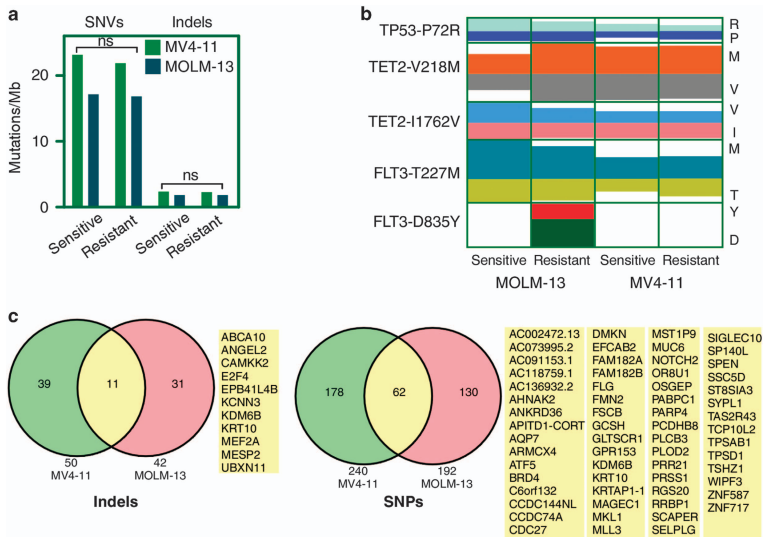 a
SNVs
Indels
ns
MV4-11
MOLM-13
20
10
0
Mutations/Mb
ns
Sensitive
Resistant
Sensitive
Resistant
b
TP53-P72R
R
P
TET2-V218M
M
V
TET2-I1762V
V
I
FLT3-T227M
M
T
FLT3-D835Y
Y
D
Sensitive Resistant Sensitive Resistant
MOLM-13 MV4-11
c
39
11
31
50
MV4-11
42
MOLM-13
Indels
ABCA10
ANGEL2
CAMKK2
E2F4
EPB41L4B
KCNN3
KDM6B
KRT10
MEF2A
MESP2
UBXN11
178
62
130
240
MV4-11
192
MOLM-13
SNPs
AC002472.13
AC073995.2
AC091153.1
AC118759.1
AC136932.2
AHNAK2
ANKRD36
APITD1-CORT
AQP7
ARMCX4
ATF5
BRD4
C6orf132
CCDC144NL
CCDC74A
CDC27
DMKN
EFCAB2
FAM182A
FAM182B
FLG
FMN2
FSCB
GCSH
GLTSCR1
GPR153
KDM6B
KRT10
KRTAP1-1
MAGEC1
MKL1
MLL3
MST1P9
MUC6
NOTCH2
OR8U1
OSGEP
PABPC1
PARP4
PCDHB8
PLCB3
PLOD2
PRR21
PRSS1
RGS20
RRBP1
SCAPER
SELPLG
SIGLEC10
SP140L
SPEN
SSC5D
ST8SIA3
SYPL1
TAS2R43
TCP10L2
TPSAB1
TPSD1
TSHZ1
WIPF3
ZNF587
ZNF717